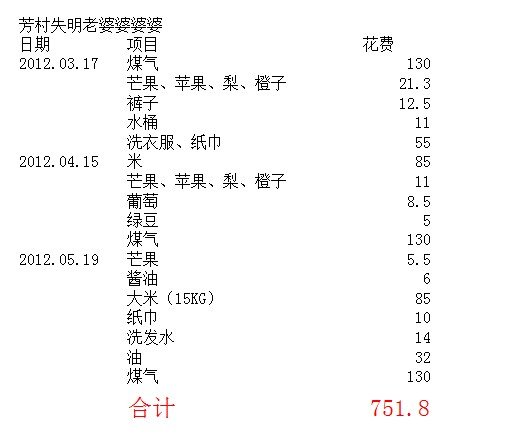 芳村失明老婆婆婆婆
日期 项目 花费
2012.03.17 煤气 130
芒果、苹果、梨、橙子 21.3
裤子 12.5
水桶 11
洗衣服、纸巾 55
2012.04.15 米 85
芒果、苹果、梨、橙子 11
葡萄 8.5
绿豆 5
煤气 130
2012.05.19 芒果 5.5
酱油 6
大米（15KG） 85
纸巾 10
洗发水 14
油 32
煤气 130
合计 751.8